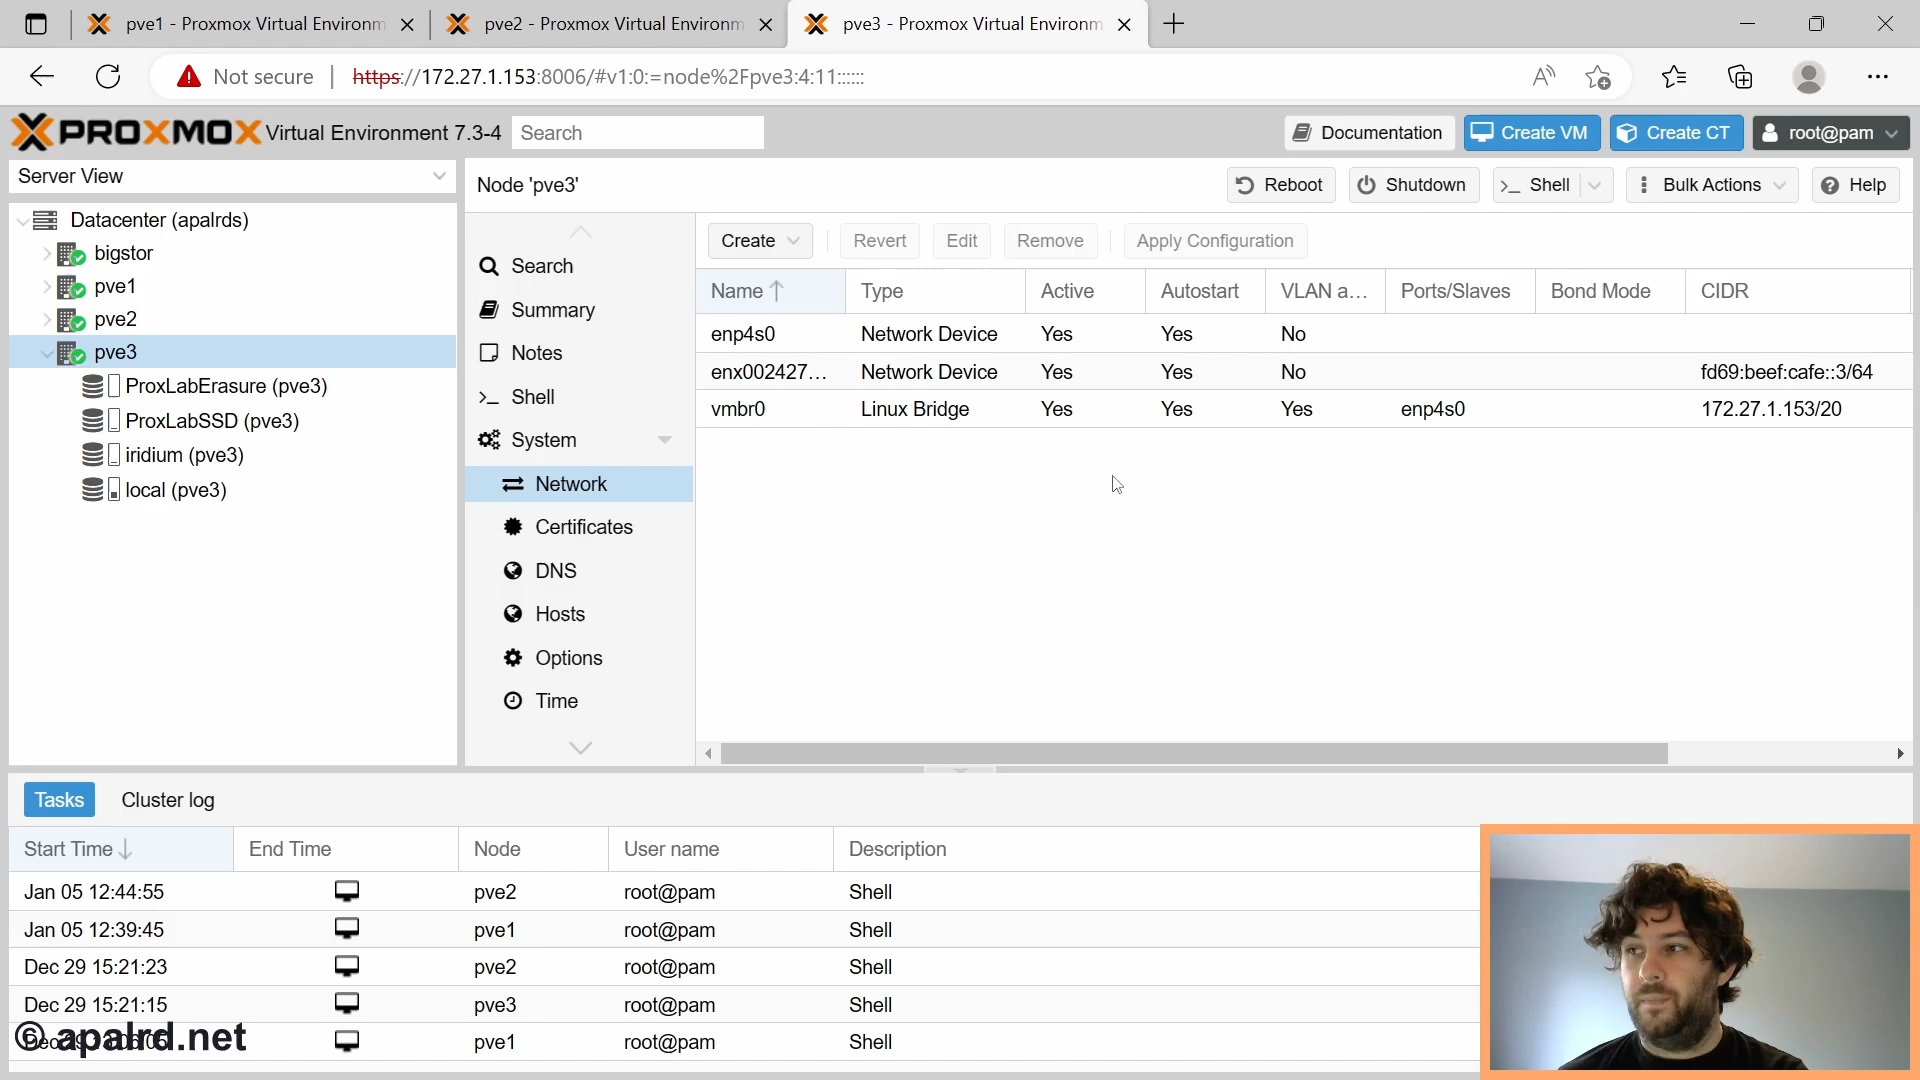 pve1 - Proxmox Virtual Environm
pve2 - Proxmox Virtual Environm
pve3 - Proxmox Virtual Environm
Not secure
https://172.27.1.153:8006/#v1:0:=node%2Fpve3:4:11::::::
PROXMOX Virtual Environment 7.3-4
Search
Documentation
Create VM
Create CT
root@pam
Server View
Node 'pve3'
Reboot
Shutdown
Shell
Bulk Actions
Help
Datacenter (apalrds)
bigstor
pve1
pve2
pve3
ProxLabErasure (pve3)
ProxLabSSD (pve3)
iridium (pve3)
local (pve3)
Search
Summary
Notes
Shell
System
Network
Certificates
DNS
Hosts
Options
Time
Create
Revert
Edit
Remove
Apply Configuration
Name Type Active Autostart VLAN a... Ports/Slaves Bond Mode CIDR
enp4s0 Network Device Yes Yes No
enx002427... Network Device Yes Yes No fd69:beef:cafe::3/64
vmbr0 Linux Bridge Yes Yes Yes enp4s0 172.27.1.153/20
Tasks
Cluster log
Start Time End Time Node User name Description
Jan 05 12:44:55 pve2 root@pam Shell
Jan 05 12:39:45 pve1 root@pam Shell
Dec 29 15:21:23 pve2 root@pam Shell
Dec 29 15:21:15 pve3 root@pam Shell
pve1 root@pam Shell
© apalrd.net